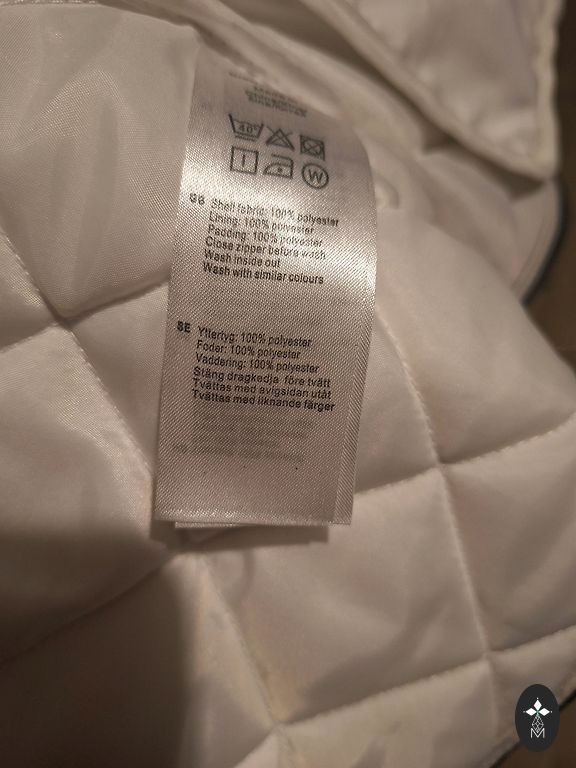 40°
W
GB Shell fabric: 100% polyester
Lining: 100% polyester
Padding: 100% polyester
Close zipper before wash
Wash inside out
Wash with similar colours
SE Yttertyg: 100% polyester
Foder: 100% polyester
Vaddering: 100% polyester
Stäng dragkedja före tvätt
Tvättas med avigsidan utåt
Tvättas med liknande färger
M